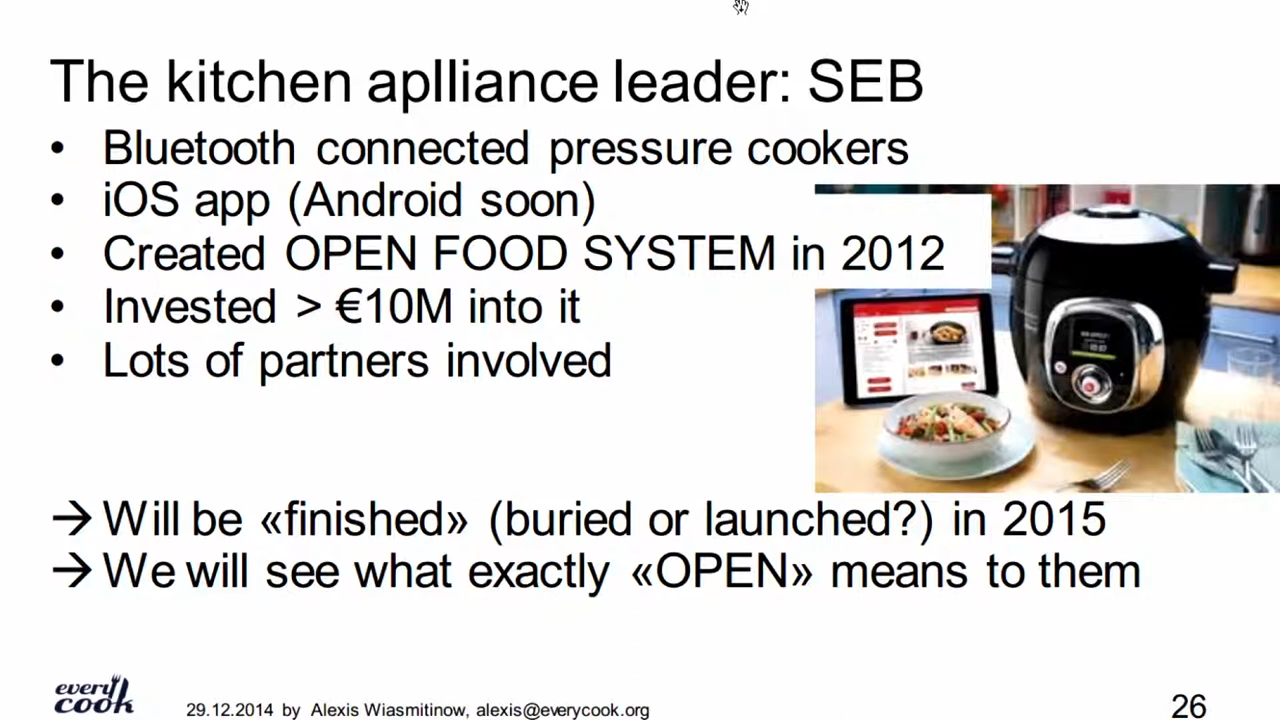 The kitchen aplliance leader: SEB
• Bluetooth connected pressure cookers
• iOS app (Android soon)
• Created OPEN FOOD SYSTEM in 2012
• Invested > €10M into it
• Lots of partners involved
→ Will be «finished» (buried or launched?) in 2015
→ We will see what exactly «OPEN» means to them
every cook
29.12.2014 by Alexis Wiasmitinow, alexis@everycook.org
26